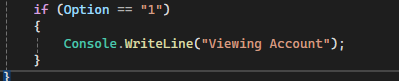 if (Option == "1")
{
Console.WriteLine("Viewing Account");
}
}